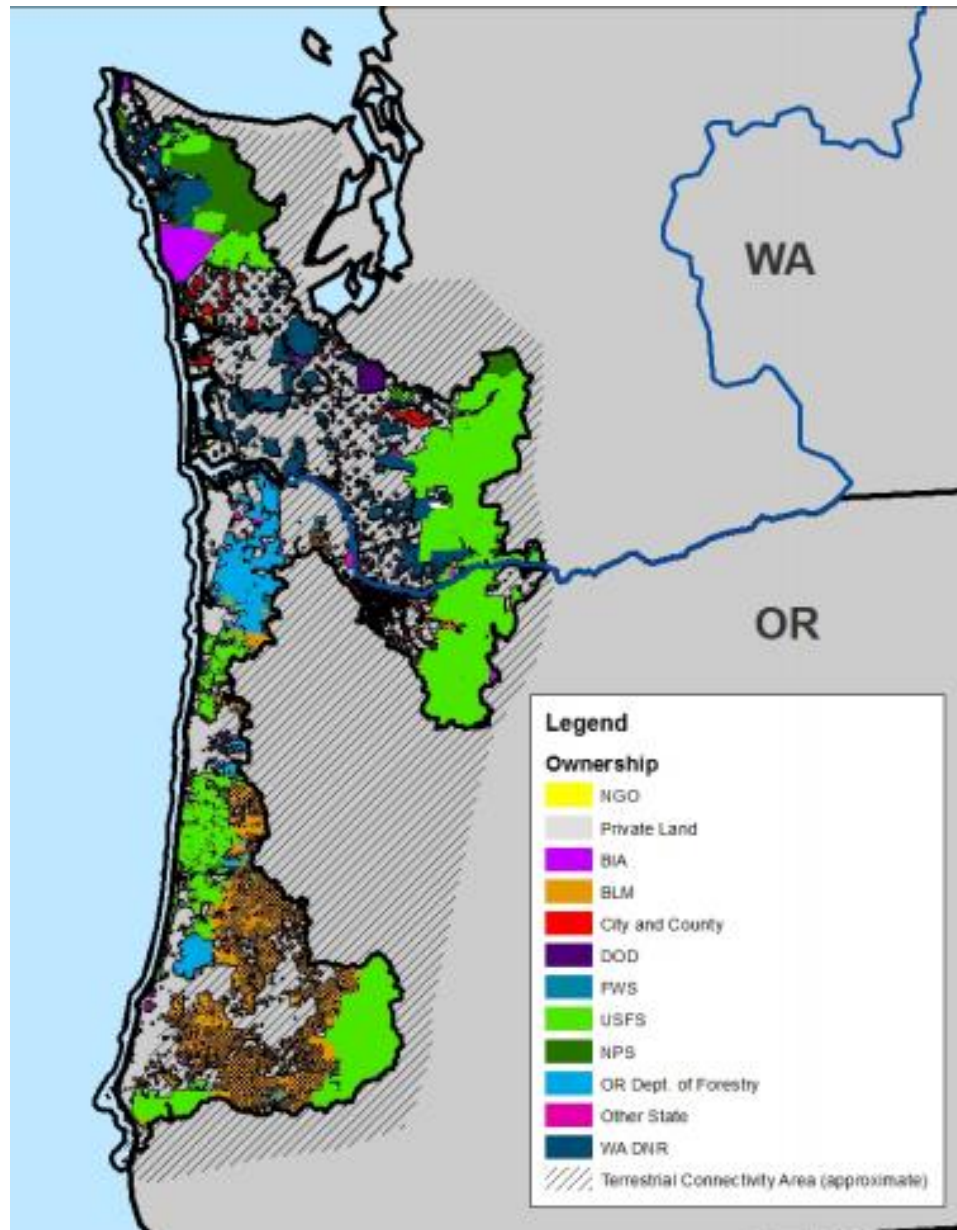 WA
OR
Legend
Ownership
NGO
Private Land
BIA
BLM
City and County
DOD
FWS
USFS
NPS
OR Dept. of Forestry
Other State
WA DNR
Terrestrial Connectivity Area (approximate)